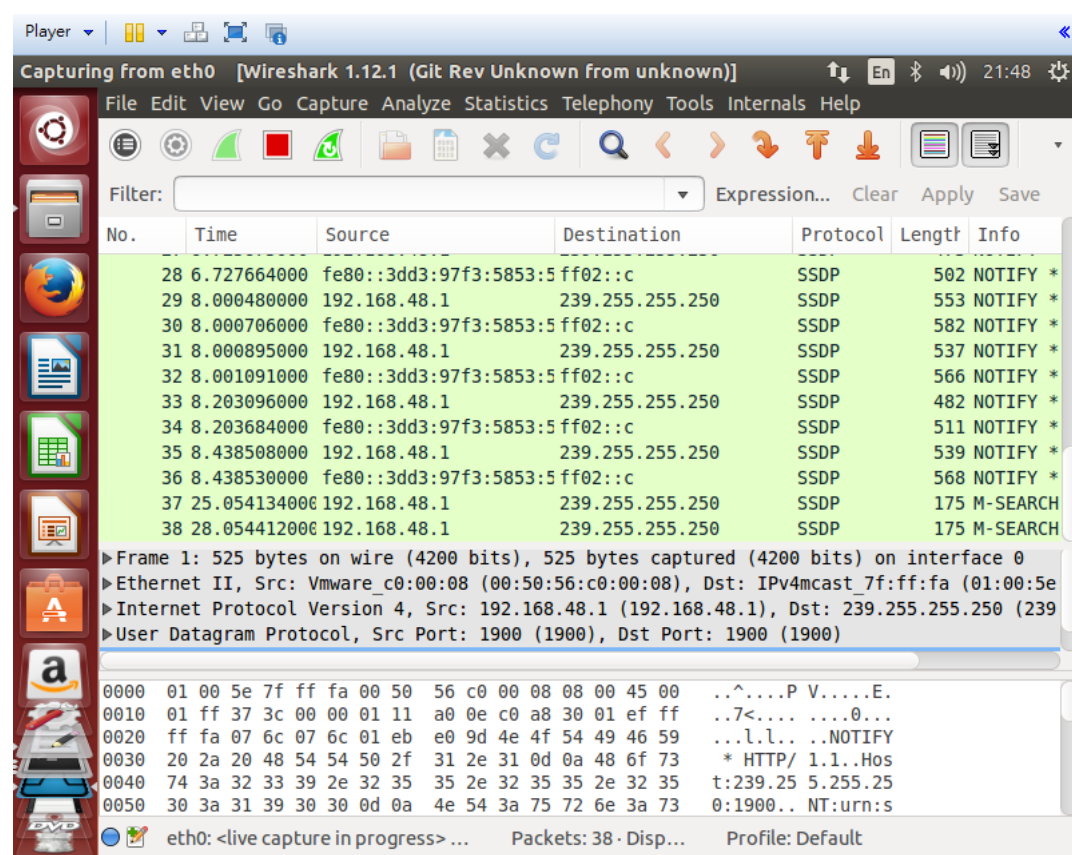 Player
Capturing from eth0 [Wireshark 1.12.1 (Git Rev Unknown from unknown)] En 21:48
File Edit View Go Capture Analyze Statistics Telephony Tools Internals Help
Filter: Expression... Clear Apply Save
No. Time Source Destination Protocol Length Info
28 6.727664000 fe80::3dd3:97f3:5853:5 ff02::c SSDP 502 NOTIFY *
29 8.000480000 192.168.48.1 239.255.255.250 SSDP 553 NOTIFY *
30 8.000706000 fe80::3dd3:97f3:5853:5 ff02::c SSDP 582 NOTIFY *
31 8.000895000 192.168.48.1 239.255.255.250 SSDP 537 NOTIFY *
32 8.001091000 fe80::3dd3:97f3:5853:5 ff02::c SSDP 566 NOTIFY *
33 8.203096000 192.168.48.1 239.255.255.250 SSDP 482 NOTIFY *
34 8.203684000 fe80::3dd3:97f3:5853:5 ff02::c SSDP 511 NOTIFY *
35 8.438508000 192.168.48.1 239.255.255.250 SSDP 539 NOTIFY *
36 8.438530000 fe80::3dd3:97f3:5853:5 ff02::c SSDP 568 NOTIFY *
37 25.054134000 192.168.48.1 239.255.255.250 SSDP 175 M-SEARCH
38 28.054412000 192.168.48.1 239.255.255.250 SSDP 175 M-SEARCH
Frame 1: 525 bytes on wire (4200 bits), 525 bytes captured (4200 bits) on interface 0
Ethernet II, Src: Vmware_c0:00:08 (00:50:56:c0:00:08), Dst: IPv4mcast_7f:ff:fa (01:00:5e
Internet Protocol Version 4, Src: 192.168.48.1 (192.168.48.1), Dst: 239.255.255.250 (239
User Datagram Protocol, Src Port: 1900 (1900), Dst Port: 1900 (1900)
a
0000 01 00 5e 7f ff fa 00 50 56 c0 00 08 08 00 45 00 ..^....P V.....E.
0010 01 ff 37 3c 00 00 01 11 a0 0e c0 a8 30 01 ef ff ..7<.... ....0...
0020 ff fa 07 6c 07 6c 01 eb e0 9d 4e 4f 54 49 46 59 ...l.l.. ..NOTIFY
0030 20 2a 20 48 54 54 50 2f 31 2e 31 0d 0a 48 6f 73 * HTTP/ 1.1..Hos
0040 74 3a 32 33 39 2e 32 35 35 2e 32 35 35 2e 32 35 t:239.25 5.255.25
0050 30 3a 31 39 30 30 0d 0a 4e 54 3a 75 72 6e 3a 73 0:1900.. NT:urn:s
DVD
eth0: <live capture in progress> ... Packets: 38 · Disp... Profile: Default